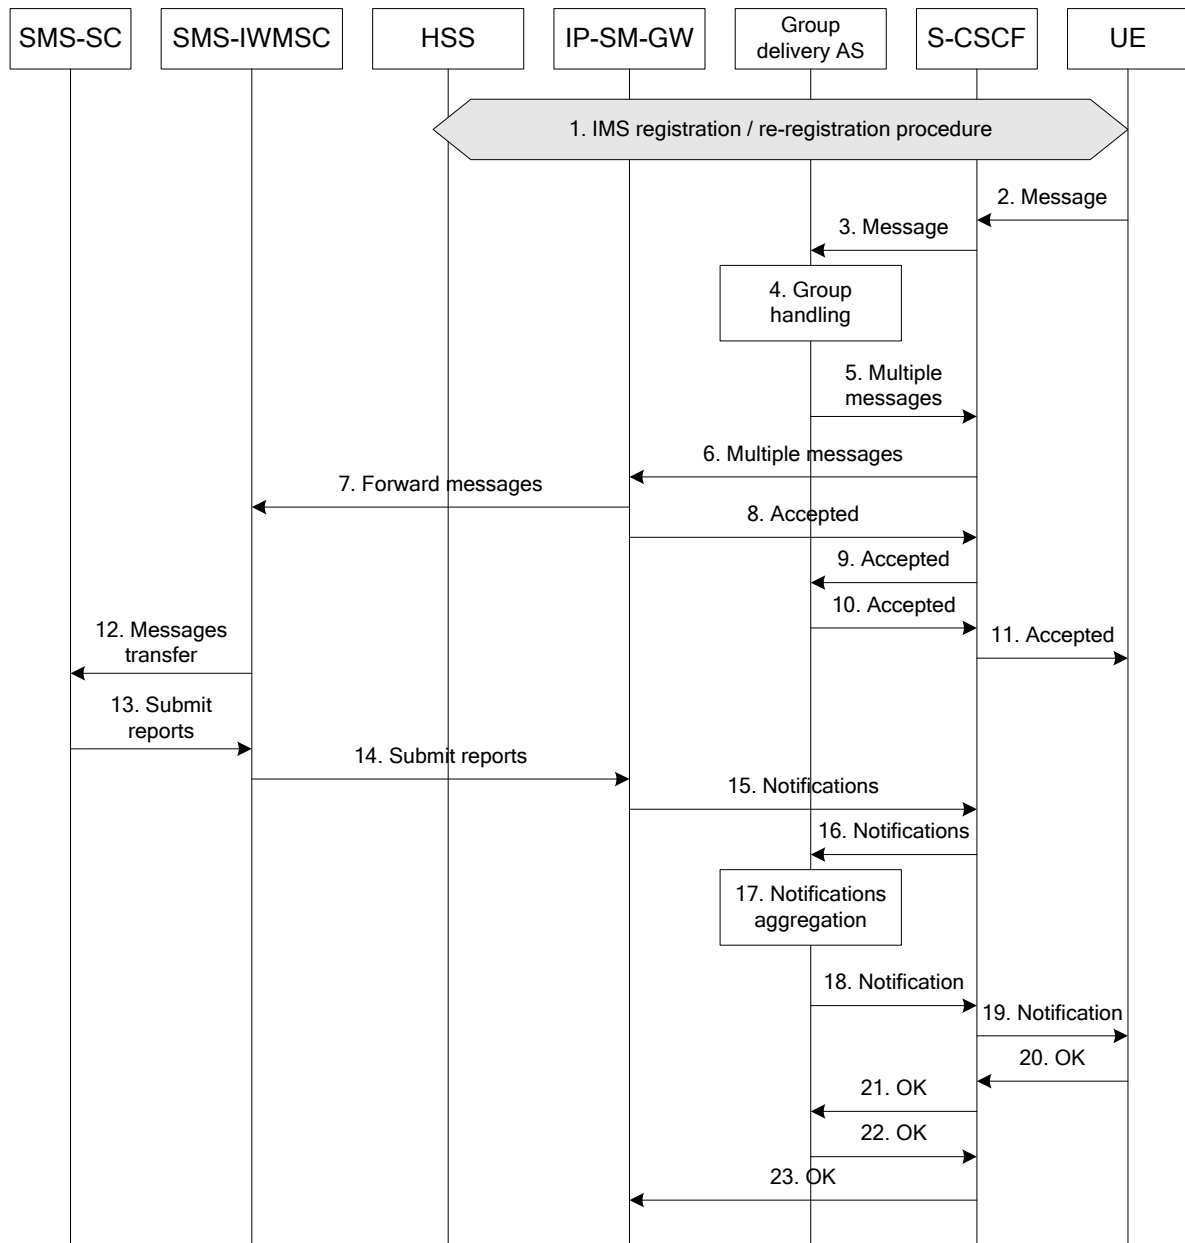 SMS-SC
SMS-IWMSC
HSS
IP-SM-GW
Group
delivery AS
S-CSCF
UE
1. IMS registration / re-registration procedure
2. Message
3. Message
4. Group
handling
5. Multiple
messages
6. Multiple messages
7. Forward messages
8. Accepted
9. Accepted
10. Accepted
11. Accepted
12. Messages
transfer
13. Submit
reports
14. Submit reports
15. Notifications
16. Notifications
17. Notifications
aggregation
18. Notification
19. Notification
20. OK
21. OK
22. OK
23. OK